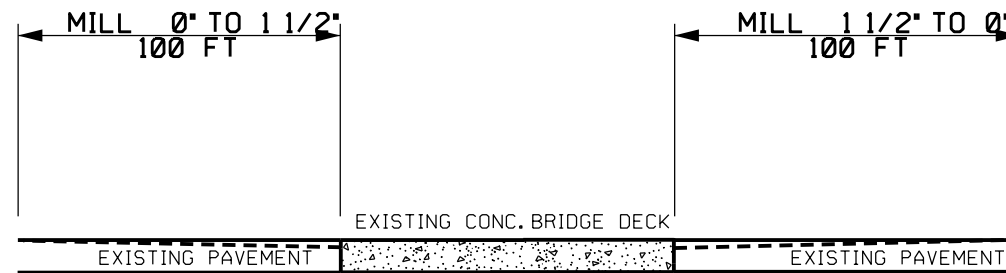 MILL 0" TO 1 1/2"
100 FT
MILL 1 1/2" TO 0"
100 FT
EXISTING CONC. BRIDGE DECK
EXISTING PAVEMENT
EXISTING PAVEMENT